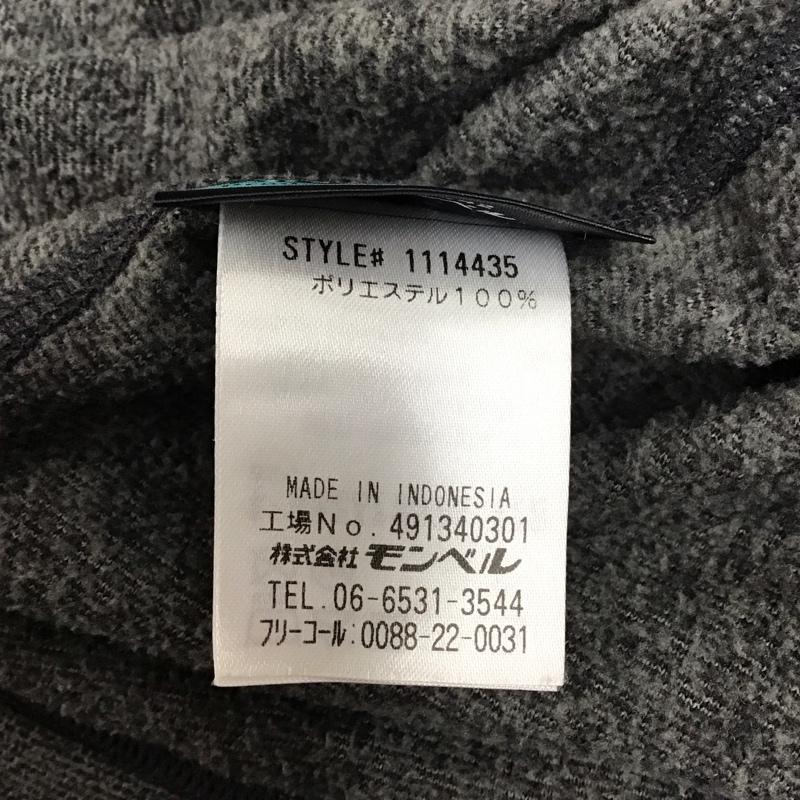 STYLE# 1114435
ポリエステル100%
MADE IN INDONESIA
工場No. 491340301
株式会社 モンベル
TEL.06-6531-3544
フリーコール:0088-22-0031